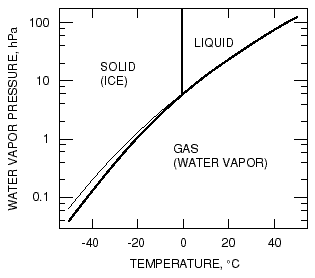 WATER VAPOR PRESSURE, hPa
100
10
1
0.1
SOLID
(ICE)
LIQUID
GAS
(WATER VAPOR)
-40 -20 0 20 40
TEMPERATURE, °C